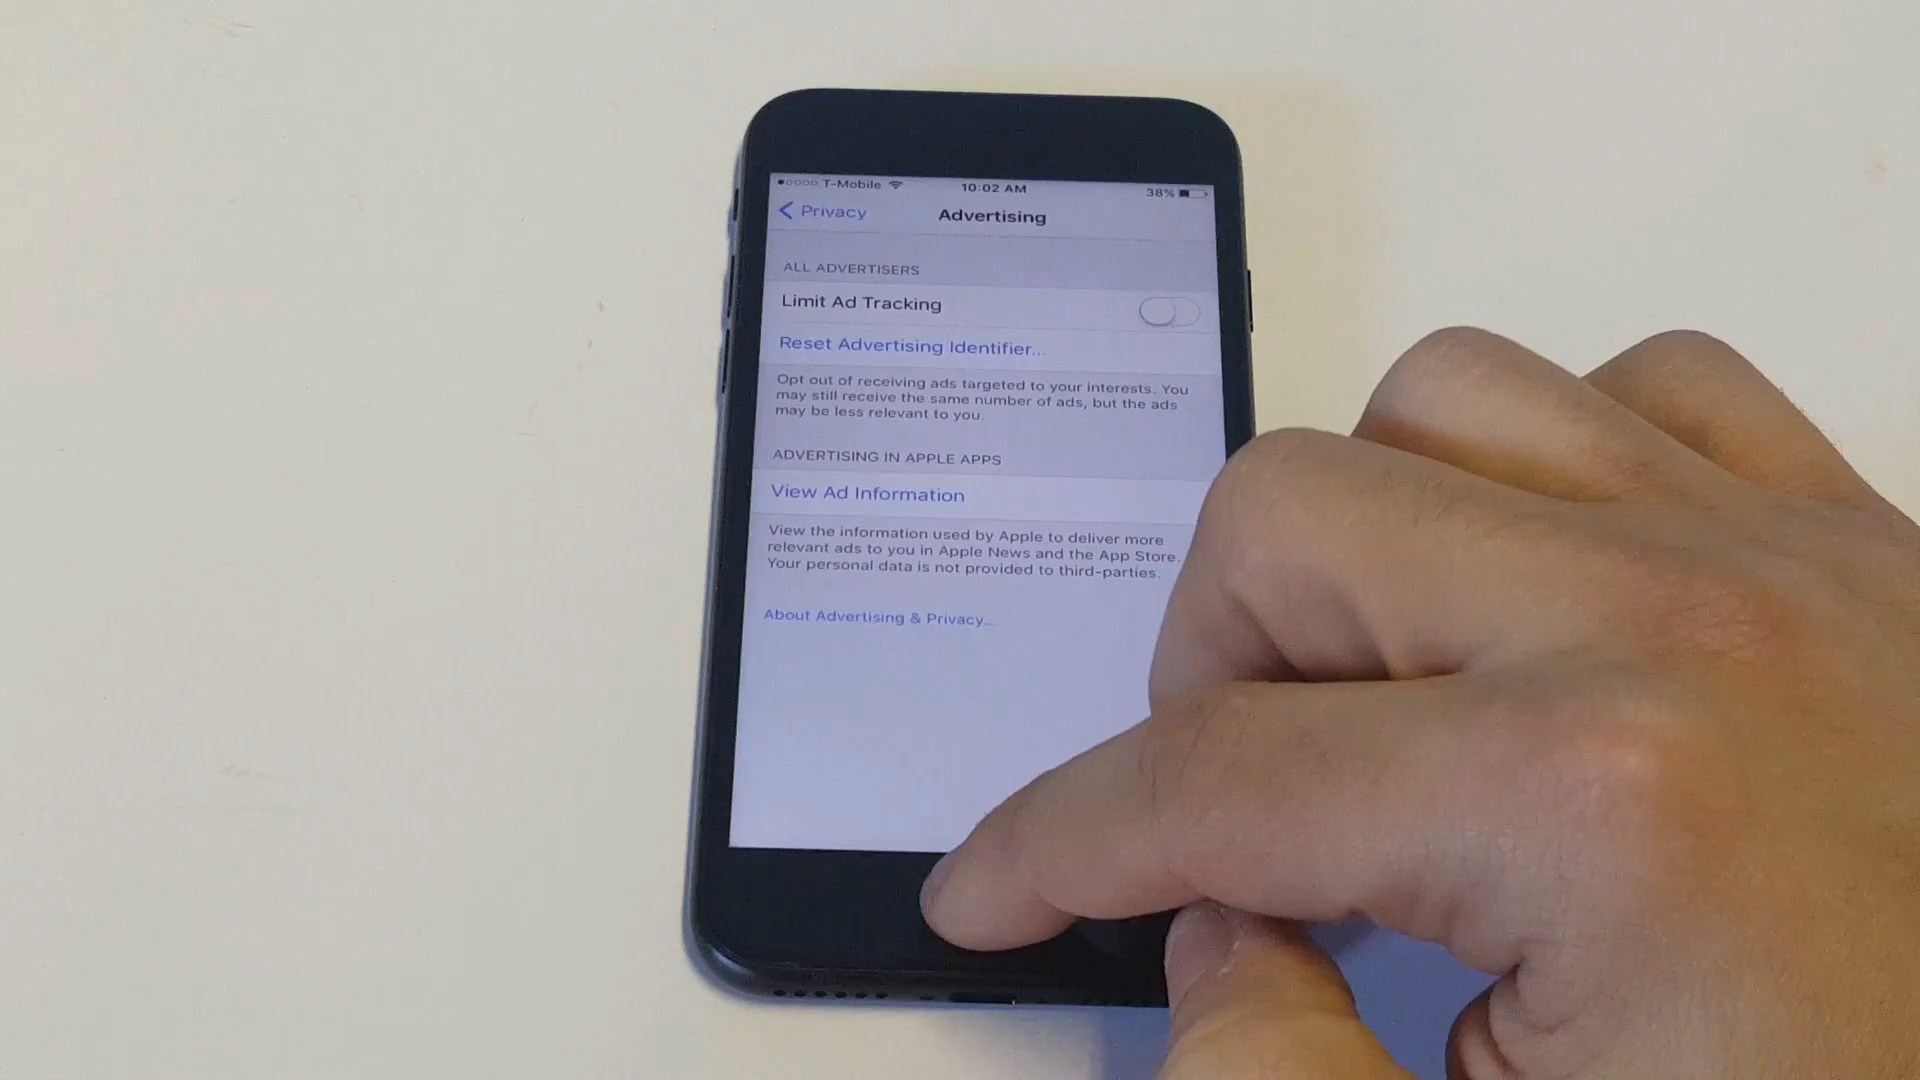 T-Mobile 10:02 AM 38%
Privacy Advertising
ALL ADVERTISERS
Limit Ad Tracking
Reset Advertising Identifier...
Opt out of receiving ads targeted to your interests. You
may still receive the same number of ads, but the ads
may be less relevant to you.
ADVERTISING IN APPLE APPS
View Ad Information
View the information used by Apple to deliver more
relevant ads to you in Apple News and the App Store.
Your personal data is not provided to third-parties.
About Advertising & Privacy...